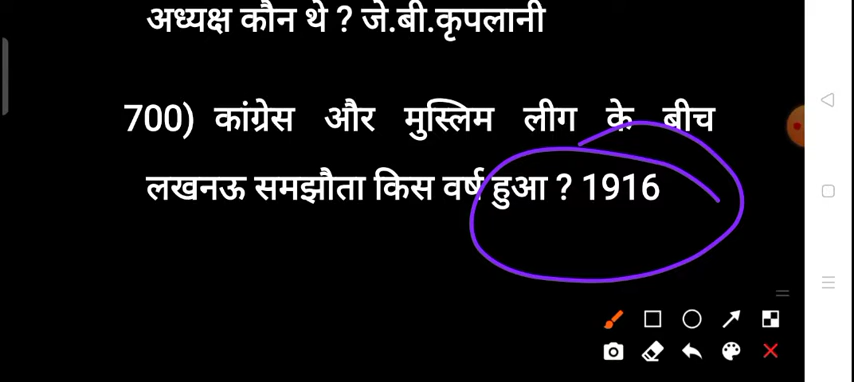 अध्यक्ष कौन थे ? जे.बी.कृपलानी
700) कांग्रेस और मुस्लिम लीग के बीच
लखनऊ समझौता किस वर्ष हुआ ? 1916